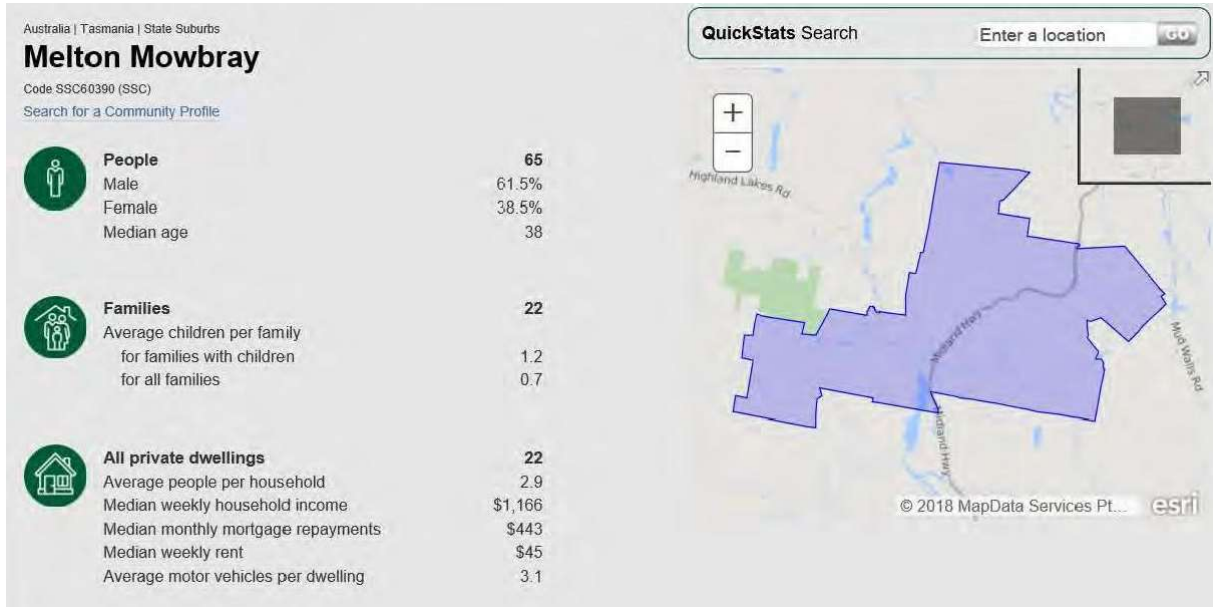 Australia | Tasmania | State Suburbs
Melton Mowbray
Code SSC60390 (SSC)
Search for a Community Profile
People 65
Male 61.5%
Female 38.5%
Median age 38
Families 22
Average children per family
for families with children 1.2
for all families 0.7
All private dwellings 22
Average people per household 2.9
Median weekly household income $1,166
Median monthly mortgage repayments $443
Median weekly rent $45
Average motor vehicles per dwelling 3.1
QuickStats Search
Enter a location
GO
+
−
Highland Lakes Rd
Midland Hwy
Mud Walls Rd
Midland Hwy
© 2018 MapData Services Pt...
esri